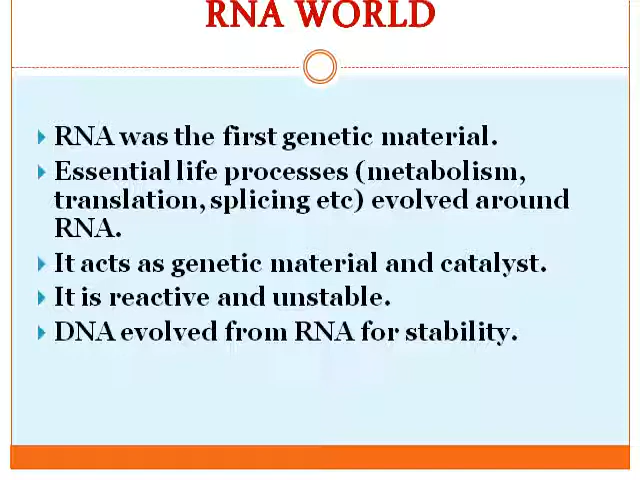 RNA WORLD
RNA was the first genetic material.
Essential life processes (metabolism,
translation, splicing etc) evolved around
RNA.
It acts as genetic material and catalyst.
It is reactive and unstable.
DNA evolved from RNA for stability.